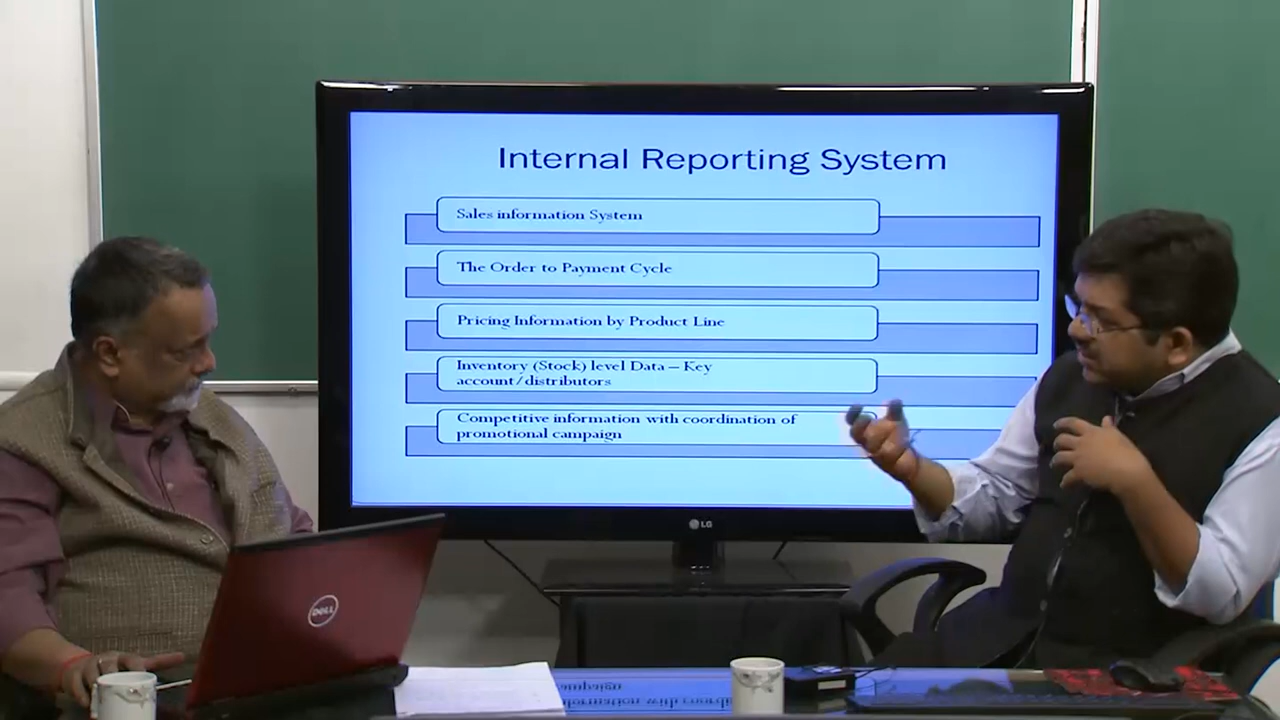 Internal Reporting System
Sales information System
The Order to Payment Cycle
Pricing Information by Product Line
Inventory (Stock) level Data – Key
account/distributors
Competitive information with coordination of
promotional campaign
LG
DELL